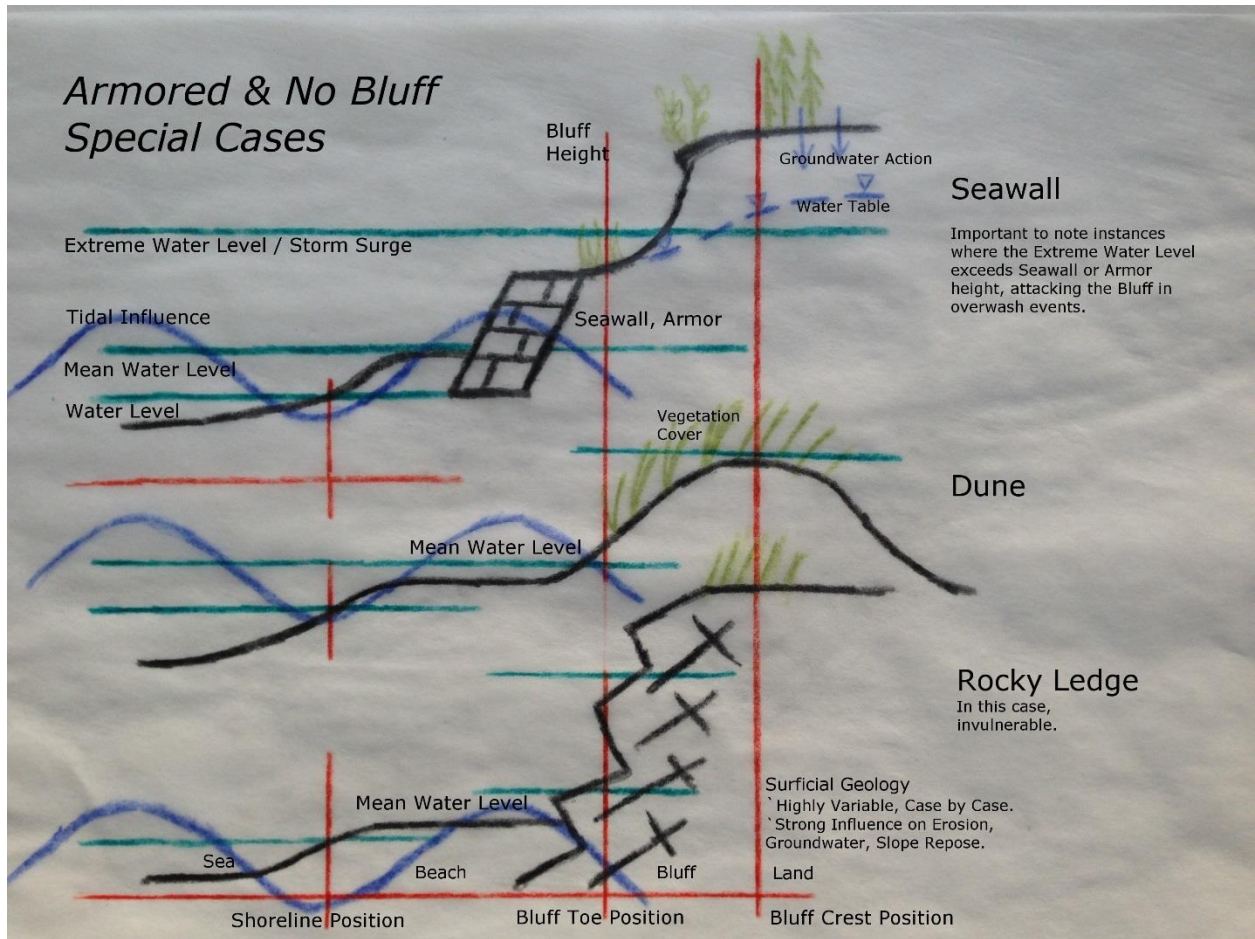 Armored & No Bluff
Special Cases
Bluff
Height
Groundwater Action
Water Table
Seawall
Important to note instances
where the Extreme Water Level
exceeds Seawall or Armor
height, attacking the Bluff in
overwash events.
Extreme Water Level / Storm Surge
Tidal Influence
Seawall, Armor
Mean Water Level
Water Level
Vegetation
Cover
Dune
Mean Water Level
Rocky Ledge
In this case,
invulnerable.
Surficial Geology
`Highly Variable, Case by Case.
`Strong Influence on Erosion,
Groundwater, Slope Repose.
Mean Water Level
Sea
Beach
Bluff
Land
Shoreline Position
Bluff Toe Position
Bluff Crest Position